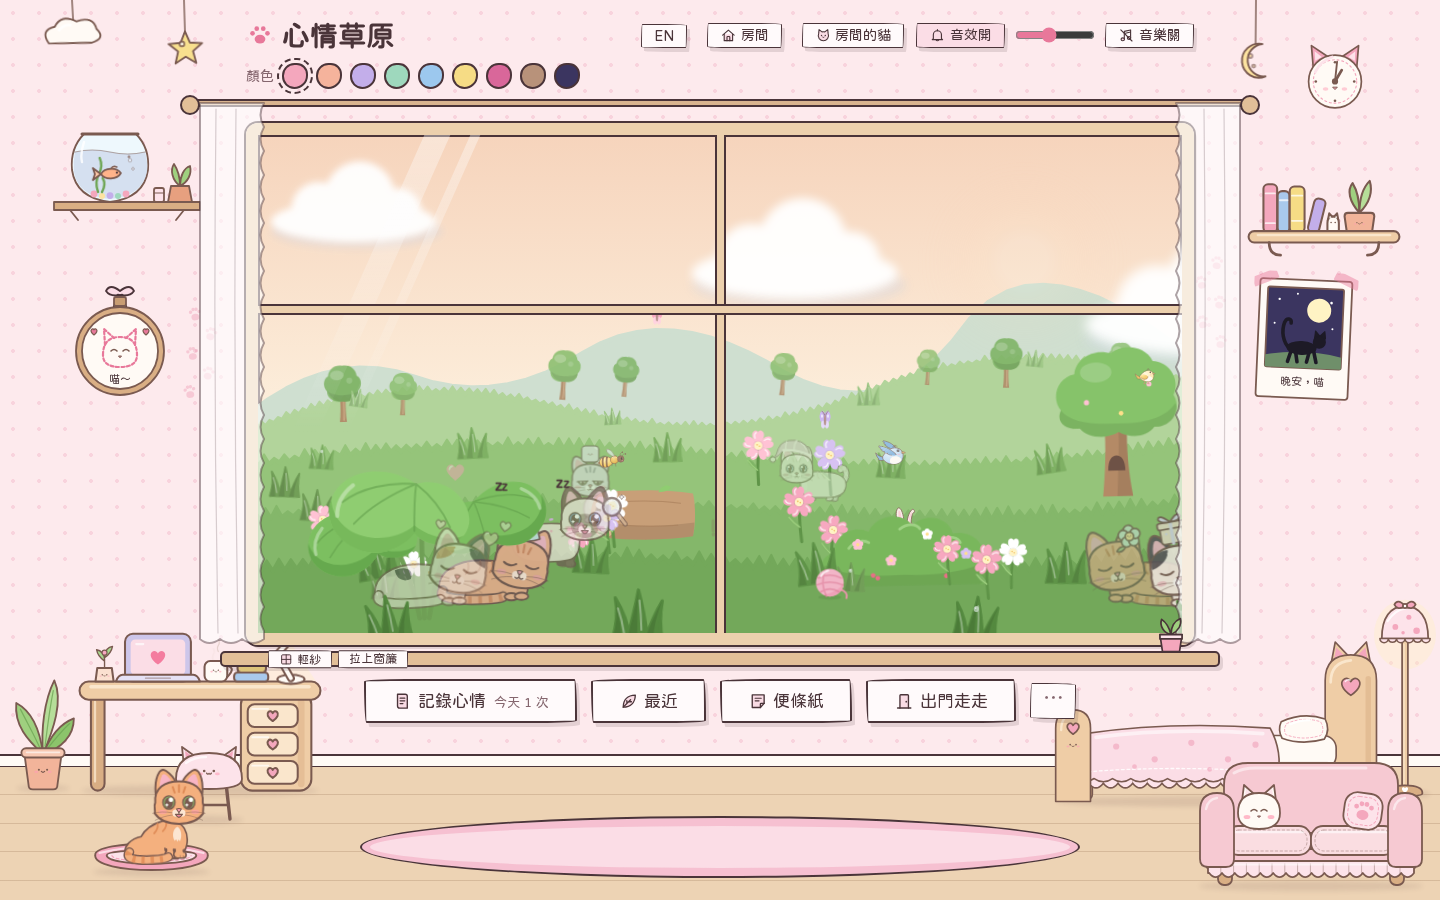 心情草原
EN
房間
房間的貓
音效開
音樂關
顏色
喵～
晚安，喵
Zz
Zz
輕紗
拉上窗簾
記錄心情 今天 1 次
最近
便條紙
出門走走
...